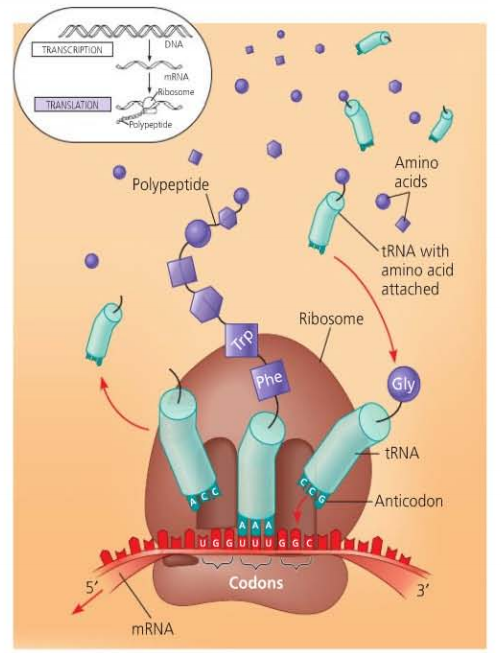 DNA
TRANSCRIPTION
mRNA
Ribosome
TRANSLATION
Polypeptide
Amino
acids
Polypeptide
tRNA with
amino acid
attached
Ribosome
Trp
Phe
Gly
tRNA
A C C
C C G
Anticodon
A A A
U G G U U U G G C
5′
Codons
3′
mRNA